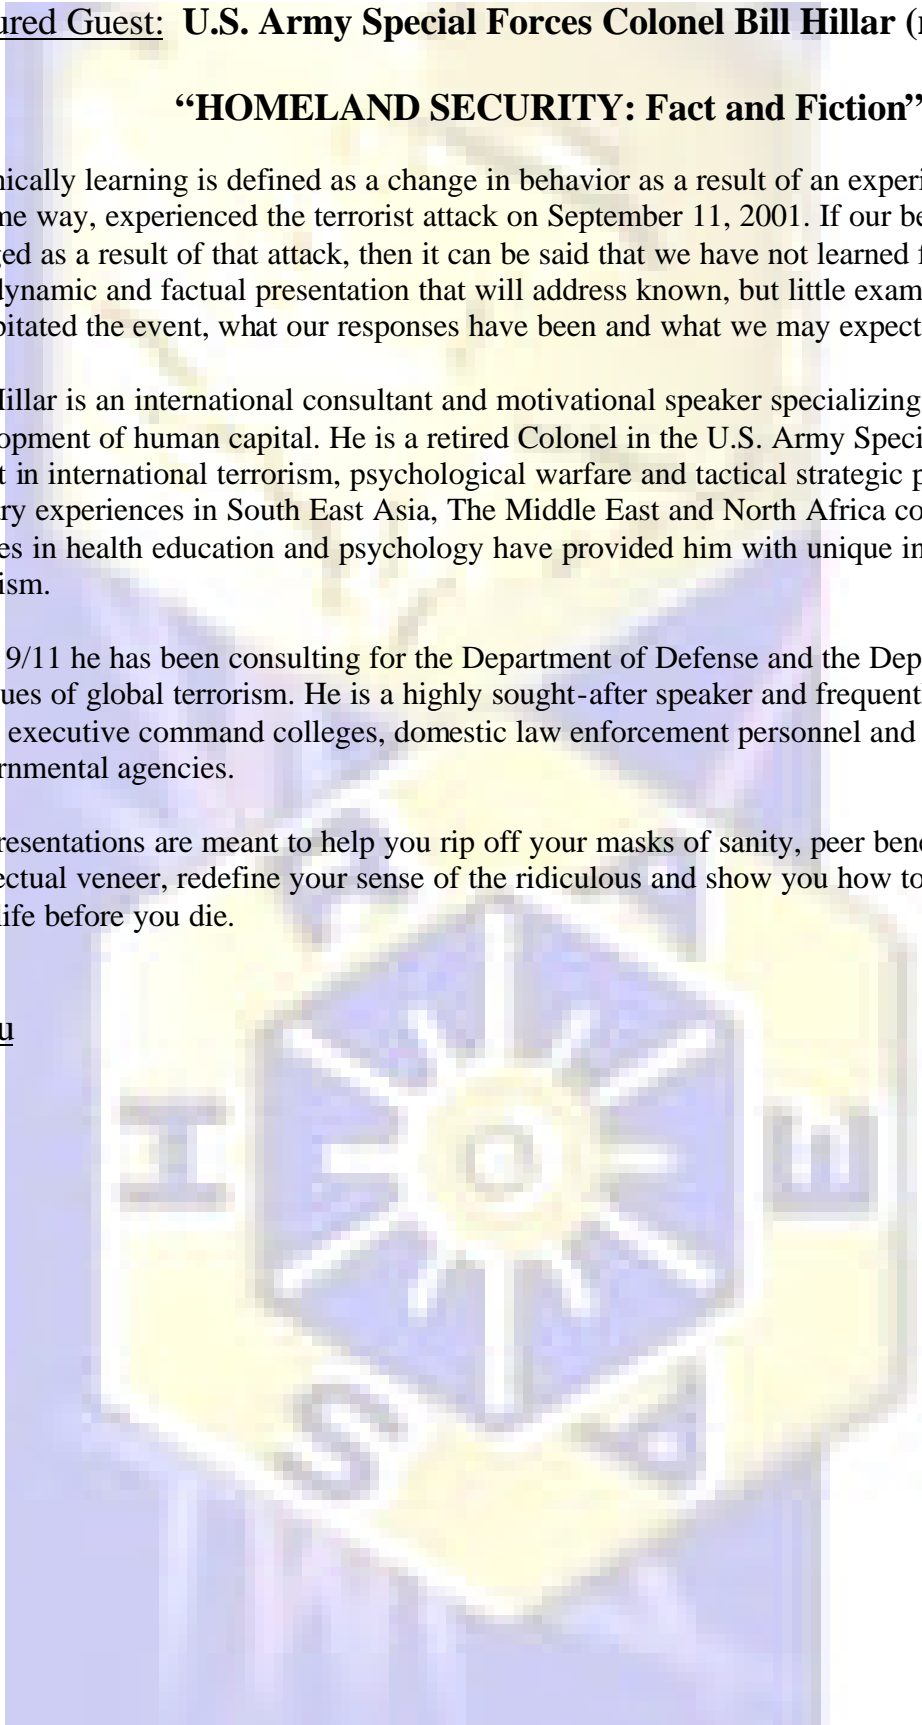 ured Guest: U.S. Army Special Forces Colonel Bill Hillar (
“HOMELAND SECURITY: Fact and Fiction”
nically learning is defined as a change in behavior as a result of an experi
me way, experienced the terrorist attack on September 11, 2001. If our be
ged as a result of that attack, then it can be said that we have not learned f
dynamic and factual presentation that will address known, but little exam
pitated the event, what our responses have been and what we may expect
Hillar is an international consultant and motivational speaker specializing
opment of human capital. He is a retired Colonel in the U.S. Army Speci
t in international terrorism, psychological warfare and tactical strategic p
ry experiences in South East Asia, The Middle East and North Africa co
es in health education and psychology have provided him with unique in
ism.
9/11 he has been consulting for the Department of Defense and the Dep
ues of global terrorism. He is a highly sought-after speaker and frequentl
executive command colleges, domestic law enforcement personnel and
rnmental agencies.
resentations are meant to help you rip off your masks of sanity, peer bene
ectual veneer, redefine your sense of the ridiculous and show you how to
life before you die.
u
H
E
S